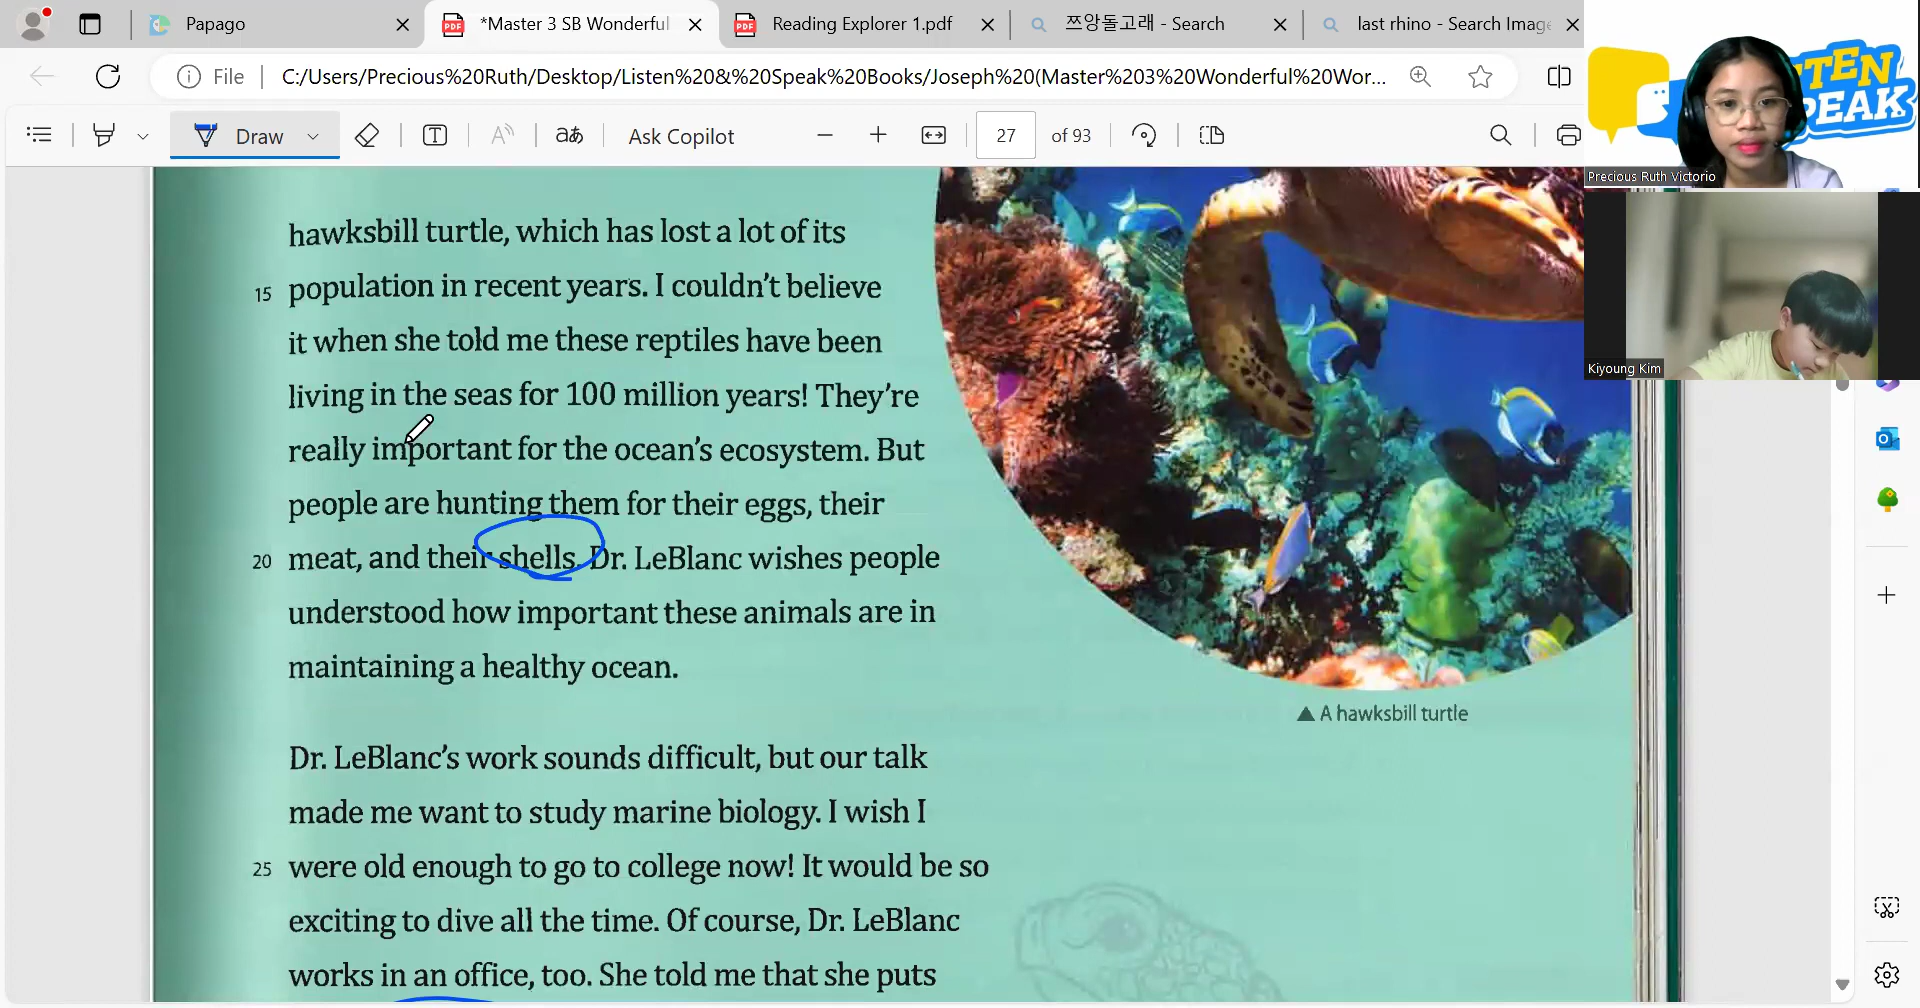 Papago
*Master 3 SB Wonderful
Reading Explorer 1.pdf
쯔앙돌고래 - Search
last rhino - Search Imag
File
C:/Users/Precious%20Ruth/Desktop/Listen%20&%20Speak%20Books/Joseph%20(Master%203%20Wonderful%20Wor...
Draw
Ask Copilot
27 of 93
PEAK
Precious Ruth Victorio
Kiyoung Kim
hawksbill turtle, which has lost a lot of its
15 population in recent years. I couldn't believe
it when she told me these reptiles have been
living in the seas for 100 million years! They're
really important for the ocean's ecosystem. But
people are hunting them for their eggs, their
20 meat, and their shells. Dr. LeBlanc wishes people
understood how important these animals are in
maintaining a healthy ocean.
▲ A hawksbill turtle
Dr. LeBlanc's work sounds difficult, but our talk
made me want to study marine biology. I wish I
25 were old enough to go to college now! It would be so
exciting to dive all the time. Of course, Dr. LeBlanc
works in an office, too. She told me that she puts